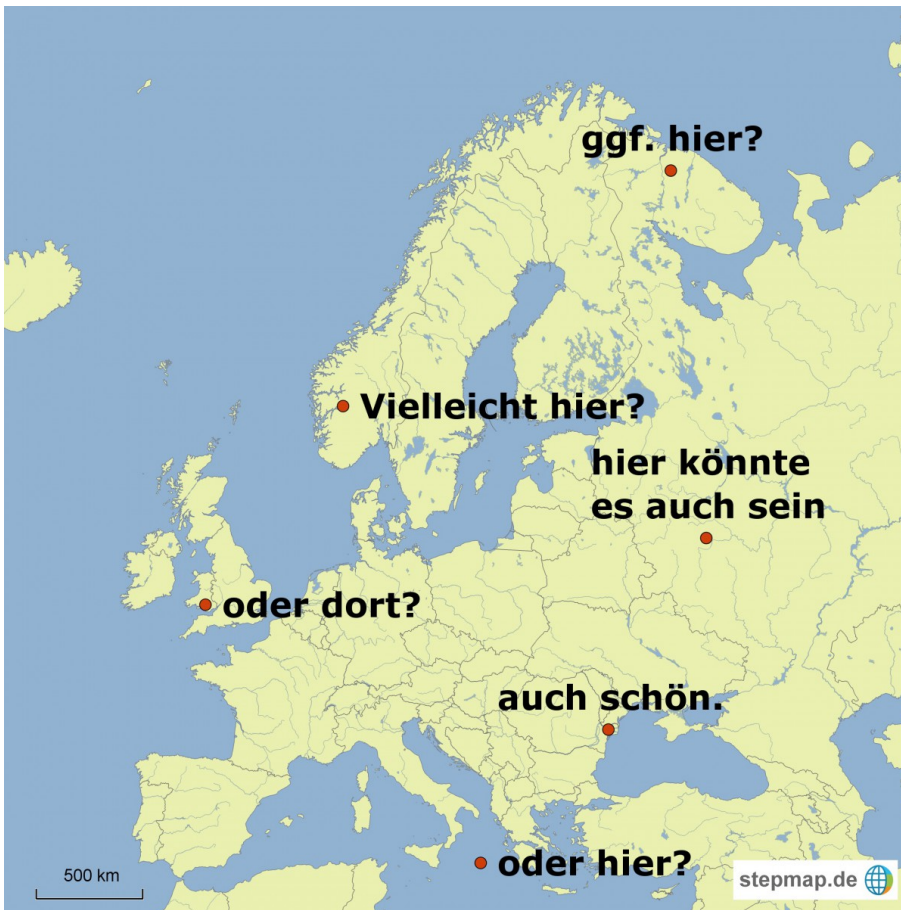 ggf. hier?
Vielleicht hier?
hier könnte
es auch sein
oder dort?
auch schön.
oder hier?
500 km
stepmap.de